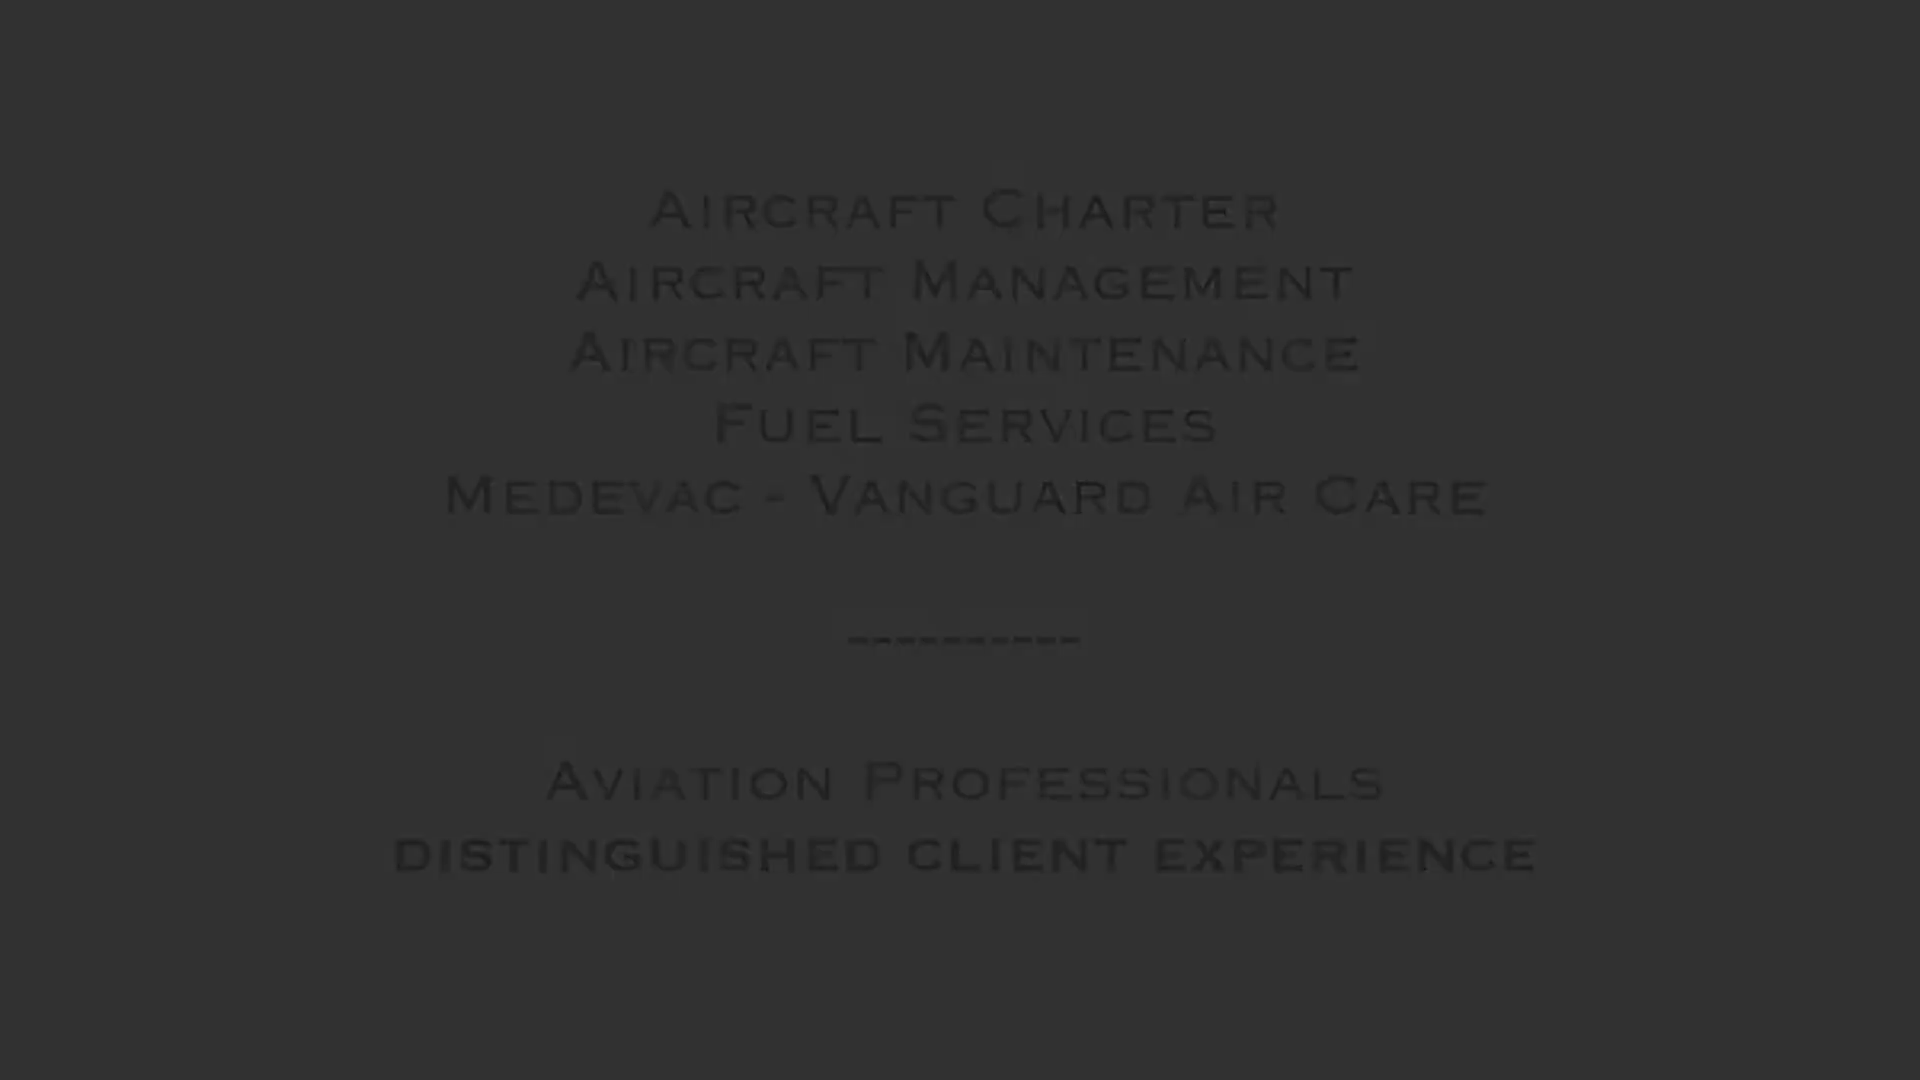 Aircraft Charter
Aircraft Management
Aircraft Maintenance
Fuel Services
Medevac - Vanguard Air Care
----------
Aviation Professionals
DISTINGUISHED CLIENT EXPERIENCE